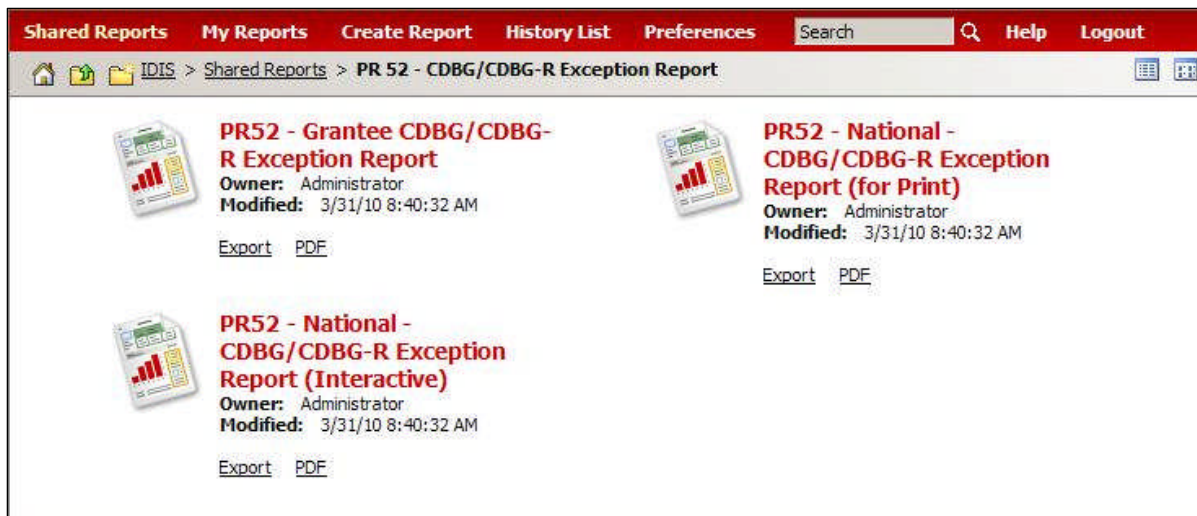 Shared Reports My Reports Create Report History List Preferences Search Help Logout
IDIS > Shared Reports > PR 52 - CDBG/CDBG-R Exception Report
PR52 - Grantee CDBG/CDBG-
R Exception Report
Owner: Administrator
Modified: 3/31/10 8:40:32 AM
Export PDF
PR52 - National -
CDBG/CDBG-R Exception
Report (for Print)
Owner: Administrator
Modified: 3/31/10 8:40:32 AM
Export PDF
PR52 - National -
CDBG/CDBG-R Exception
Report (Interactive)
Owner: Administrator
Modified: 3/31/10 8:40:32 AM
Export PDF